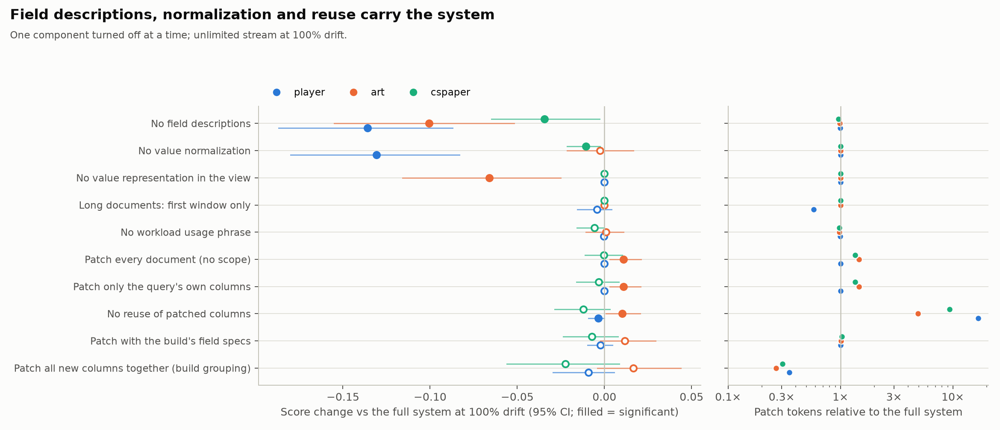 Field descriptions, normalization and reuse carry the system
One component turned off at a time; unlimited stream at 100% drift.
player art cspaper
No field descriptions
No value normalization
No value representation in the view
Long documents: first window only
No workload usage phrase
Patch every document (no scope)
Patch only the query's own columns
No reuse of patched columns
Patch with the build's field specs
Patch all new columns together (build grouping)
−0.15 −0.10 −0.05 0.00 0.05 0.1× 0.3× 1× 3× 10×
Score change vs the full system at 100% drift (95% CI; filled = significant)
Patch tokens relative to the full system